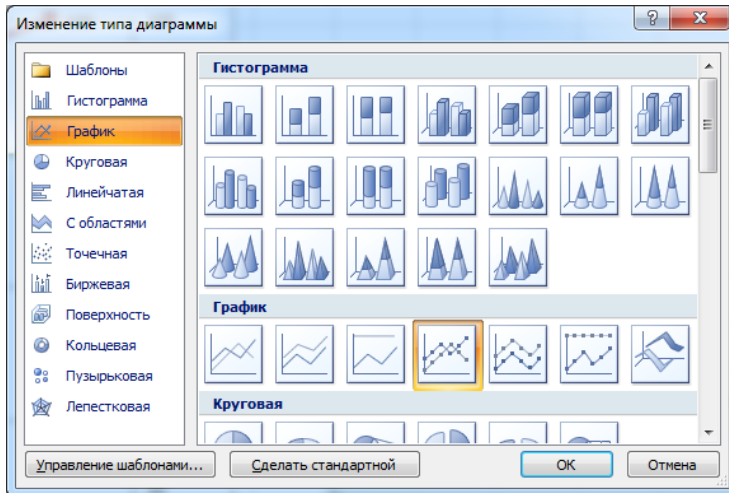 Изменение типа диаграммы
Шаблоны
Гистограмма
График
Круговая
Линейчатая
С областями
Точечная
Биржевая
Поверхность
Кольцевая
Пузырьковая
Лепестковая
Гистограмма
График
Круговая
Управление шаблонами...
Сделать стандартной
ОК
Отмена